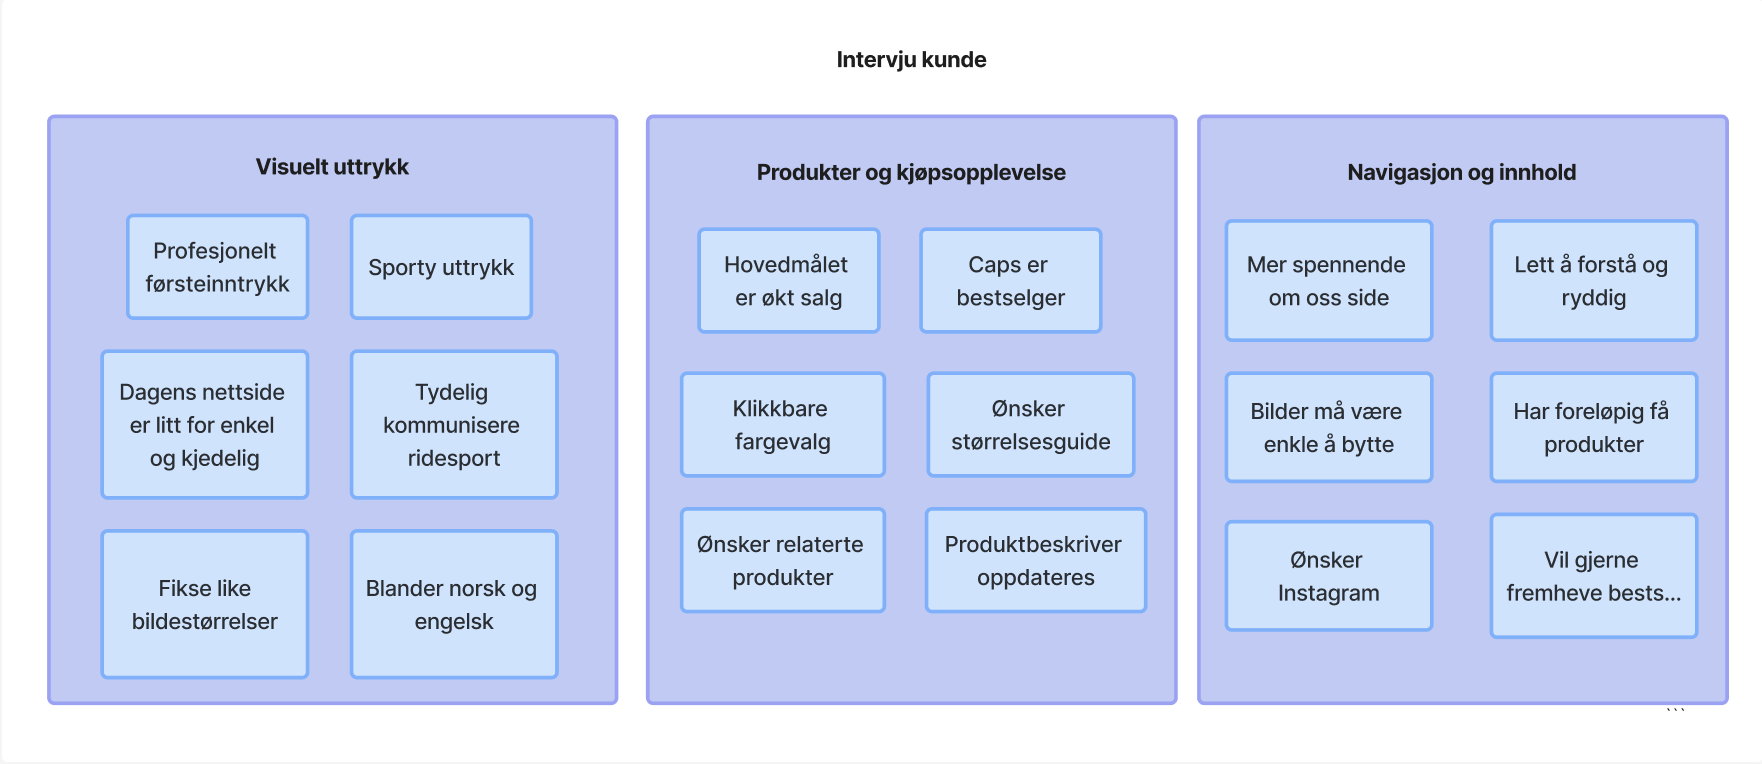 Intervju kunde
Visuelt uttrykk
Profesjonelt
førsteinntrykk
Sporty uttrykk
Dagens nettside
er litt for enkel
og kjedelig
Tydelig
kommunisere
ridesport
Fikse like
bildestørrelser
Blander norsk og
engelsk
Produkter og kjøpsopplevelse
Hovedmålet
er økt salg
Caps er
bestselger
Klikkbare
fargevalg
Ønsker
størrelsesguide
Ønsker relaterte
produkter
Produktbeskriver
oppdateres
Navigasjon og innhold
Mer spennende
om oss side
Lett å forstå og
ryddig
Bilder må være
enkle å bytte
Har foreløpig få
produkter
Ønsker
Instagram
Vil gjerne
fremheve bests...
```